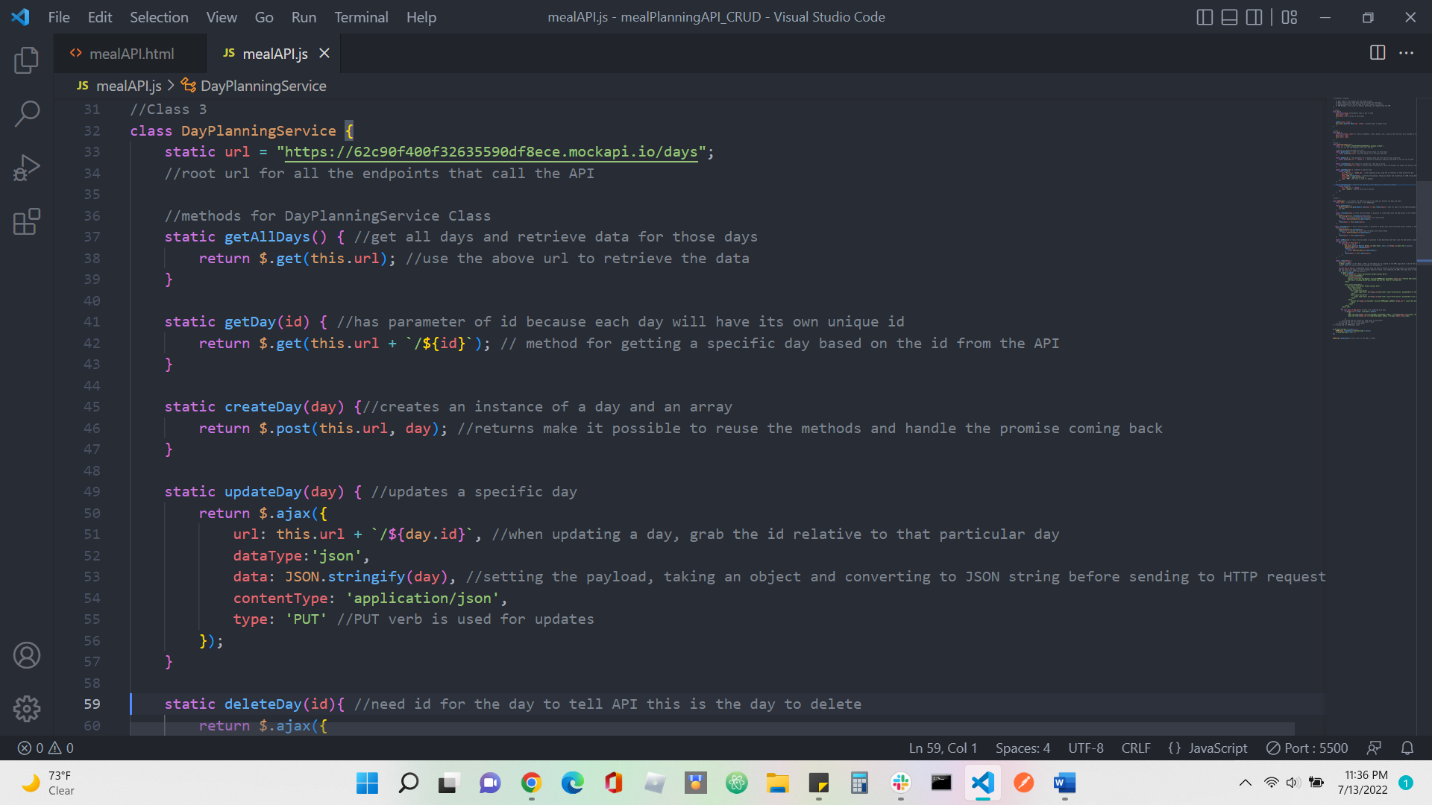 File Edit Selection View Go Run Terminal Help mealAPI.js - mealPlanningAPI_CRUD - Visual Studio Code
<> mealAPI.html JS mealAPI.js ×
JS mealAPI.js > DayPlanningService
31 //Class 3
32 class DayPlanningService {
33 static url = "https://62c90f400f32635590df8ece.mockapi.io/days";
34 //root url for all the endpoints that call the API
35
36 //methods for DayPlanningService Class
37 static getAllDays() { //get all days and retrieve data for those days
38 return $.get(this.url); //use the above url to retrieve the data
39 }
40
41 static getDay(id) { //has parameter of id because each day will have its own unique id
42 return $.get(this.url + `/${id}`); // method for getting a specific day based on the id from the API
43 }
44
45 static createDay(day) {//creates an instance of a day and an array
46 return $.post(this.url, day); //returns make it possible to reuse the methods and handle the promise coming back
47 }
48
49 static updateDay(day) { //updates a specific day
50 return $.ajax({
51 url: this.url + `/${day.id}`, //when updating a day, grab the id relative to that particular day
52 dataType:'json',
53 data: JSON.stringify(day), //setting the payload, taking an object and converting to JSON string before sending to HTTP request
54 contentType: 'application/json',
55 type: 'PUT' //PUT verb is used for updates
56 });
57 }
58
59 static deleteDay(id){ //need id for the day to tell API this is the day to delete
60 return $.ajax({
0 0 Ln 59, Col 1 Spaces: 4 UTF-8 CRLF {} JavaScript Port : 5500
73°F
Clear
11:36 PM
7/13/2022
1